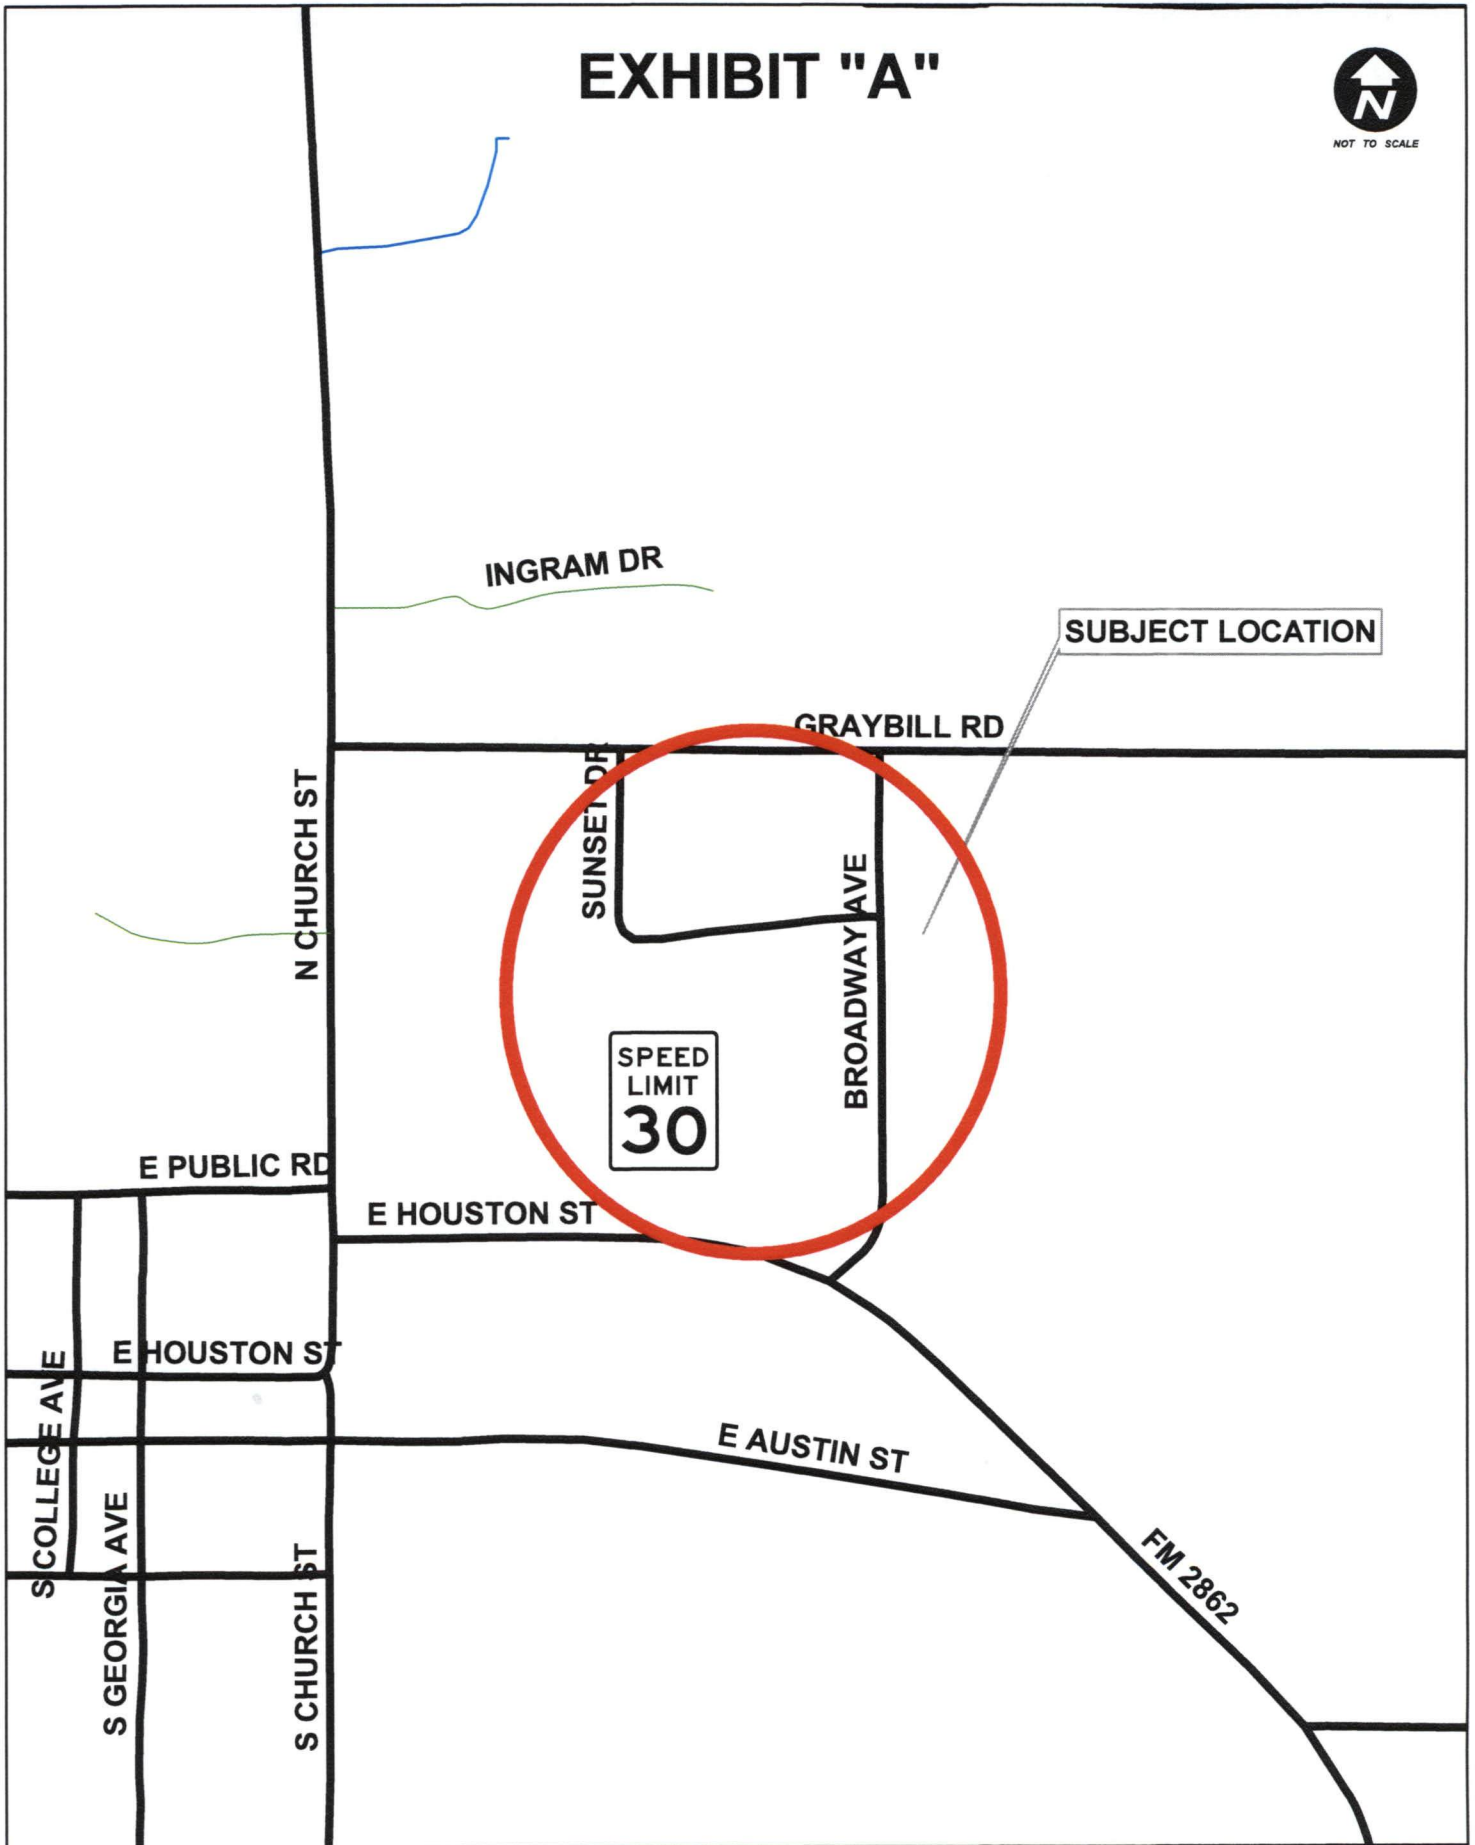 EXHIBIT "A"
N
NOT TO SCALE
INGRAM DR
SUBJECT LOCATION
GRAYBILL RD
SUNSET DR
N CHURCH ST
BROADWAY AVE
SPEED
LIMIT
30
E PUBLIC RD
E HOUSTON ST
E HOUSTON ST
S COLLEGE AVE
E AUSTIN ST
S GEORGIA AVE
S CHURCH ST
FM 2862